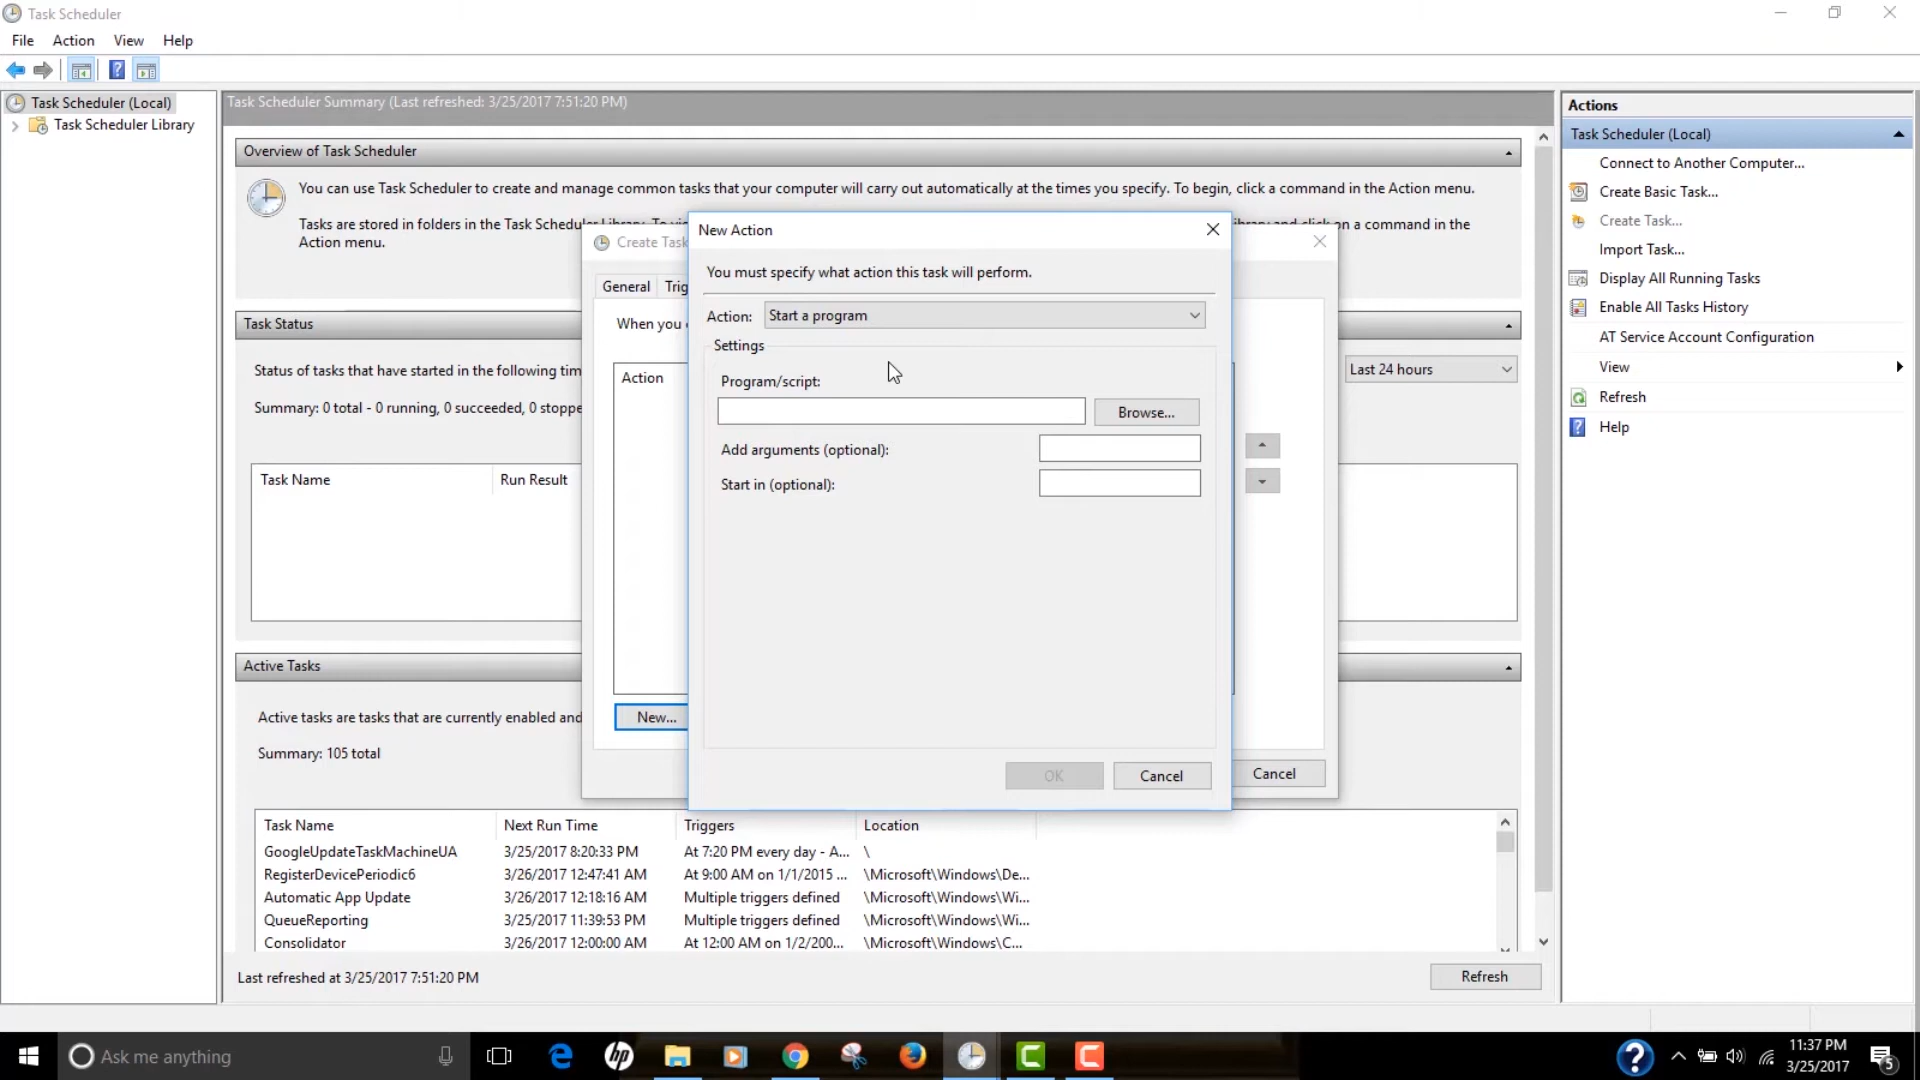 Task Scheduler
File Action View Help
Task Scheduler (Local)
Task Scheduler Library
Task Scheduler Summary (Last refreshed: 3/25/2017 7:51:20 PM)
Overview of Task Scheduler
You can use Task Scheduler to create and manage common tasks that your computer will carry out automatically at the times you specify. To begin, click a command in the Action menu.
Tasks are stored in folders in the Task Scheduler Library. To vi
and click on a command in the
Action menu.
Task Status
Status of tasks that have started in the following tim
Last 24 hours
Summary: 0 total - 0 running, 0 succeeded, 0 stoppe
Task Name Run Result
Active Tasks
Active tasks are tasks that are currently enabled and
Summary: 105 total
Task Name Next Run Time Triggers Location
GoogleUpdateTaskMachineUA 3/25/2017 8:20:33 PM At 7:20 PM every day - A... \
RegisterDevicePeriodic6 3/26/2017 12:47:41 AM At 9:00 AM on 1/1/2015 ... \Microsoft\Windows\De...
Automatic App Update 3/26/2017 12:18:16 AM Multiple triggers defined \Microsoft\Windows\Wi...
QueueReporting 3/25/2017 11:39:53 PM Multiple triggers defined \Microsoft\Windows\Wi...
Consolidator 3/26/2017 12:00:00 AM At 12:00 AM on 1/2/200... \Microsoft\Windows\C...
Last refreshed at 3/25/2017 7:51:20 PM
Refresh
Create Task
General Trig
When you
Action
New...
Cancel
New Action
You must specify what action this task will perform.
Action: Start a program
Settings
Program/script:
Browse...
Add arguments (optional):
Start in (optional):
OK Cancel
Actions
Task Scheduler (Local)
Connect to Another Computer...
Create Basic Task...
Create Task...
Import Task...
Display All Running Tasks
Enable All Tasks History
AT Service Account Configuration
View
Refresh
Help
Ask me anything
hp
11:37 PM
3/25/2017
5